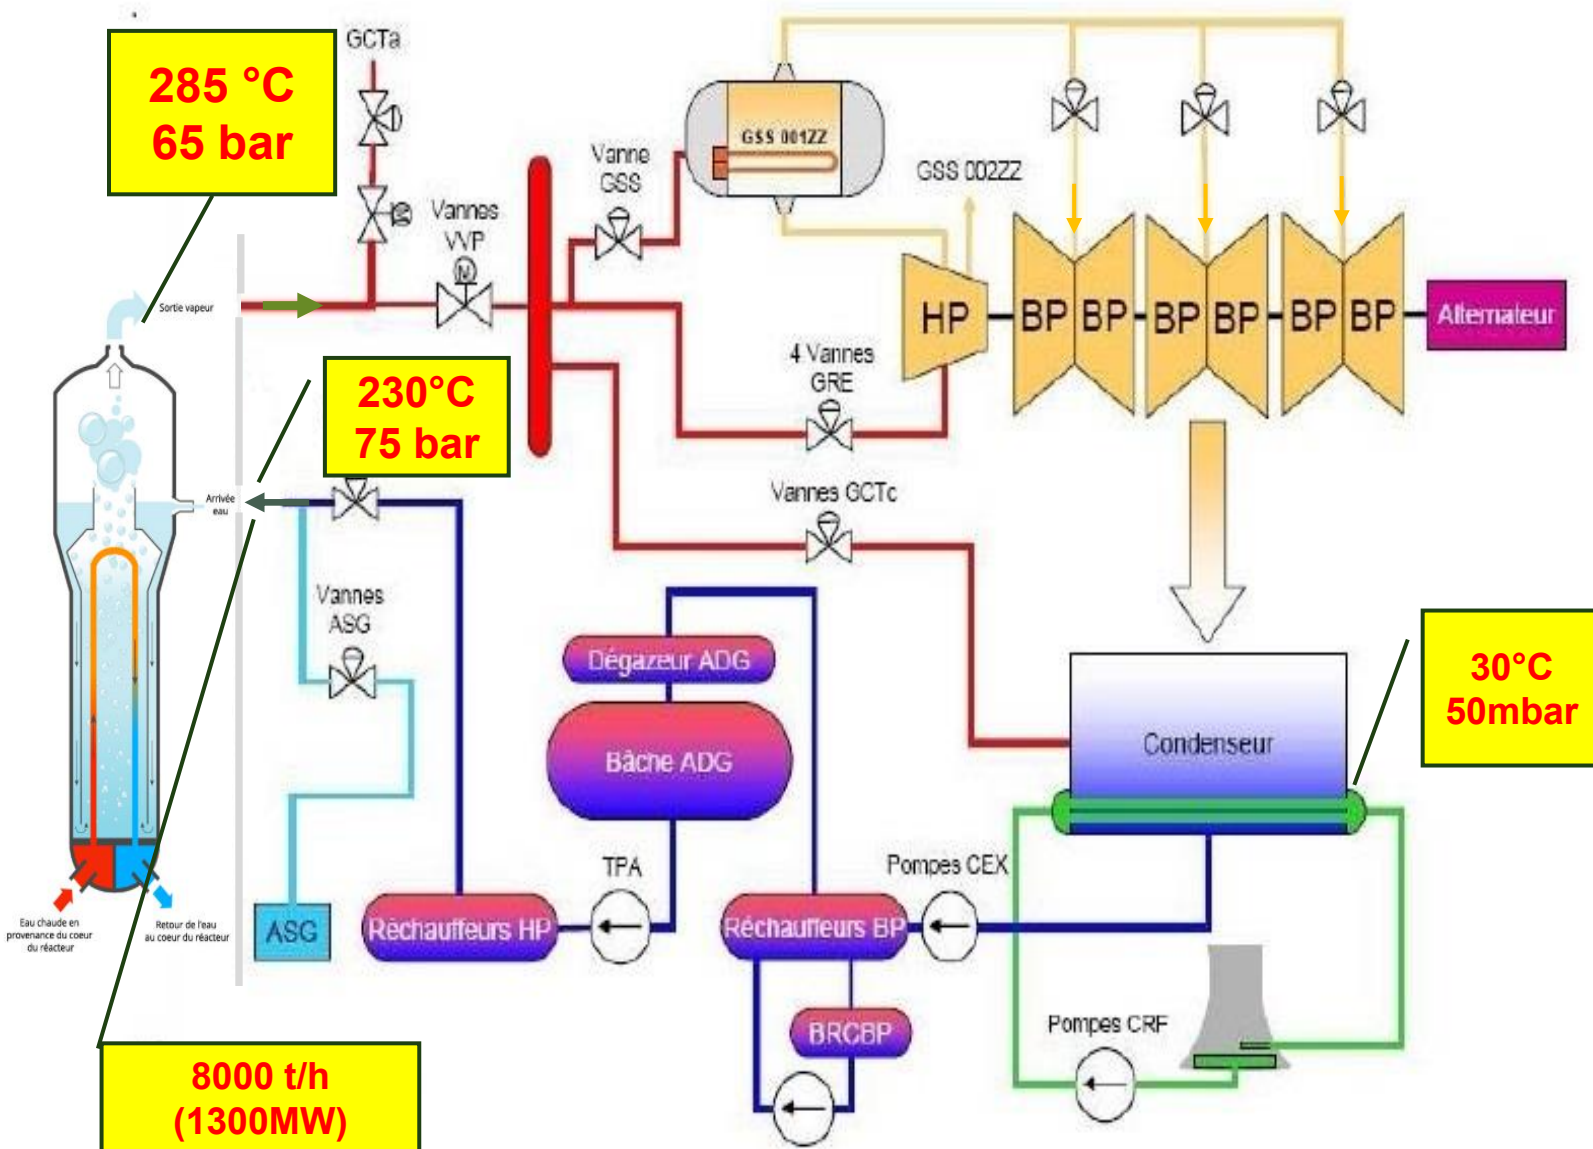 285 °C
65 bar
GCTa
Vannes
VVP
M
M
Vanne
GSS
GSS 001ZZ
GSS 002ZZ
HP
BP
BP
BP
BP
BP
BP
Alternateur
Sortie vapeur
230°C
75 bar
4 Vannes
GRE
Arrivée
eau
Vannes GCTc
Vannes
ASG
Dégazeur ADG
Bâche ADG
Condenseur
30°C
50mbar
TPA
Pompes CEX
Réchauffeurs HP
Réchauffeurs BP
ASG
Eau chaude en
provenance du coeur
du réacteur
Retour de l'eau
au coeur du réacteur
BRCBP
Pompes CRF
8000 t/h
(1300MW)